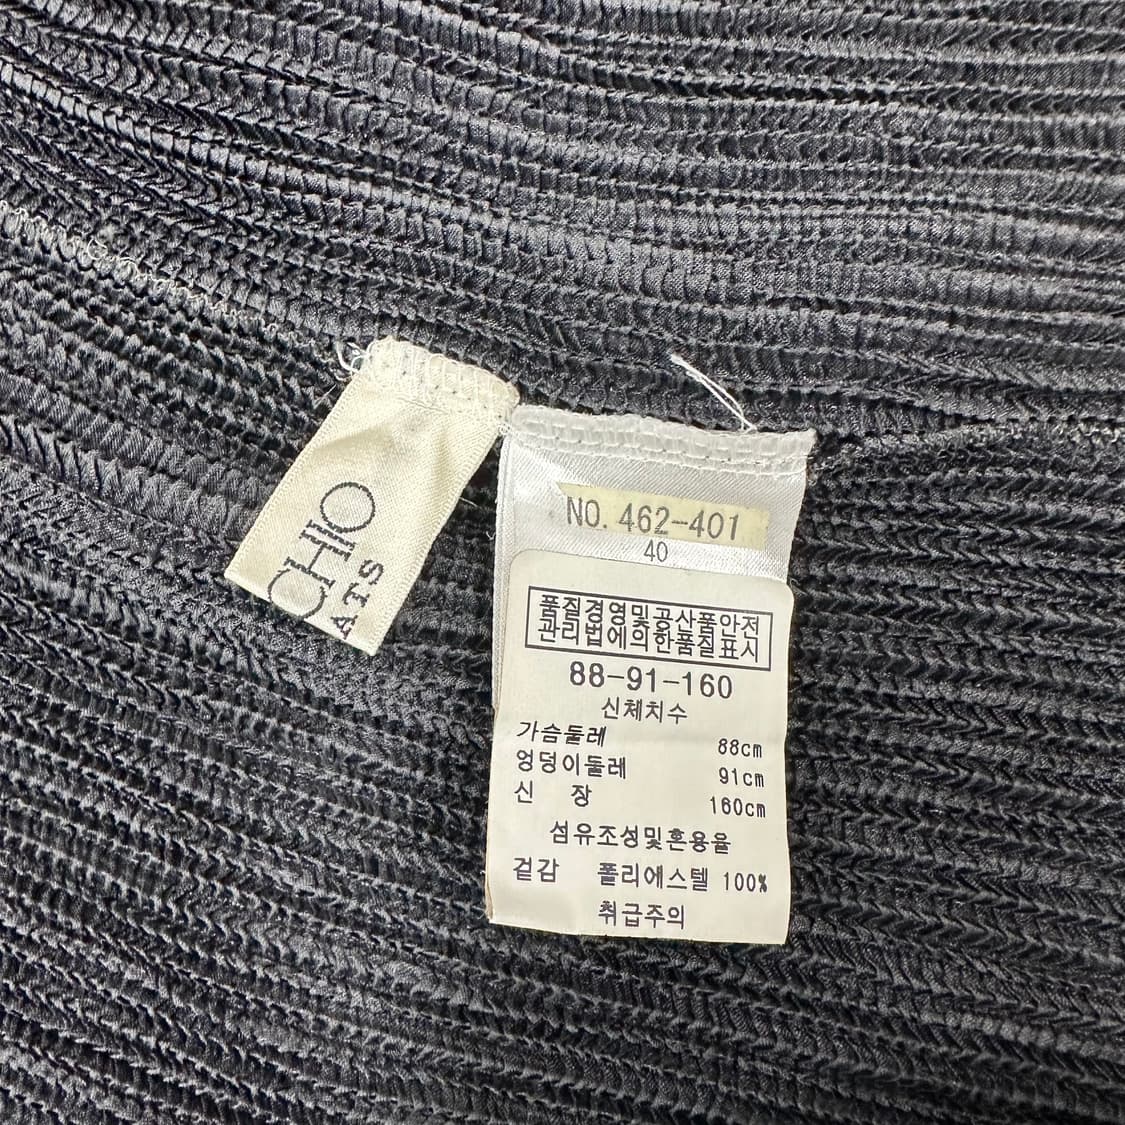 CHIO
ATS
NO. 462-401
40
품질경영및공산품안전
관리법에의한품질표시
88-91-160
신체치수
가슴둘레 88cm
엉덩이둘레 91cm
신 장 160cm
섬유조성및혼용율
겉감 폴리에스텔 100%
취급주의